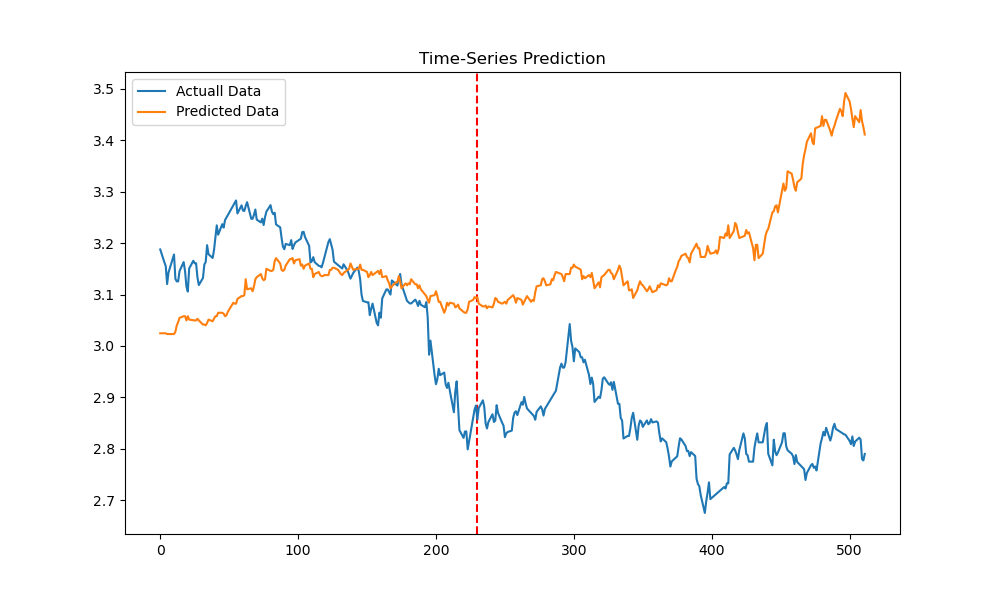 Time-Series Prediction
Actuall Data
Predicted Data
3.5
3.4
3.3
3.2
3.1
3.0
2.9
2.8
2.7
0 100 200 300 400 500